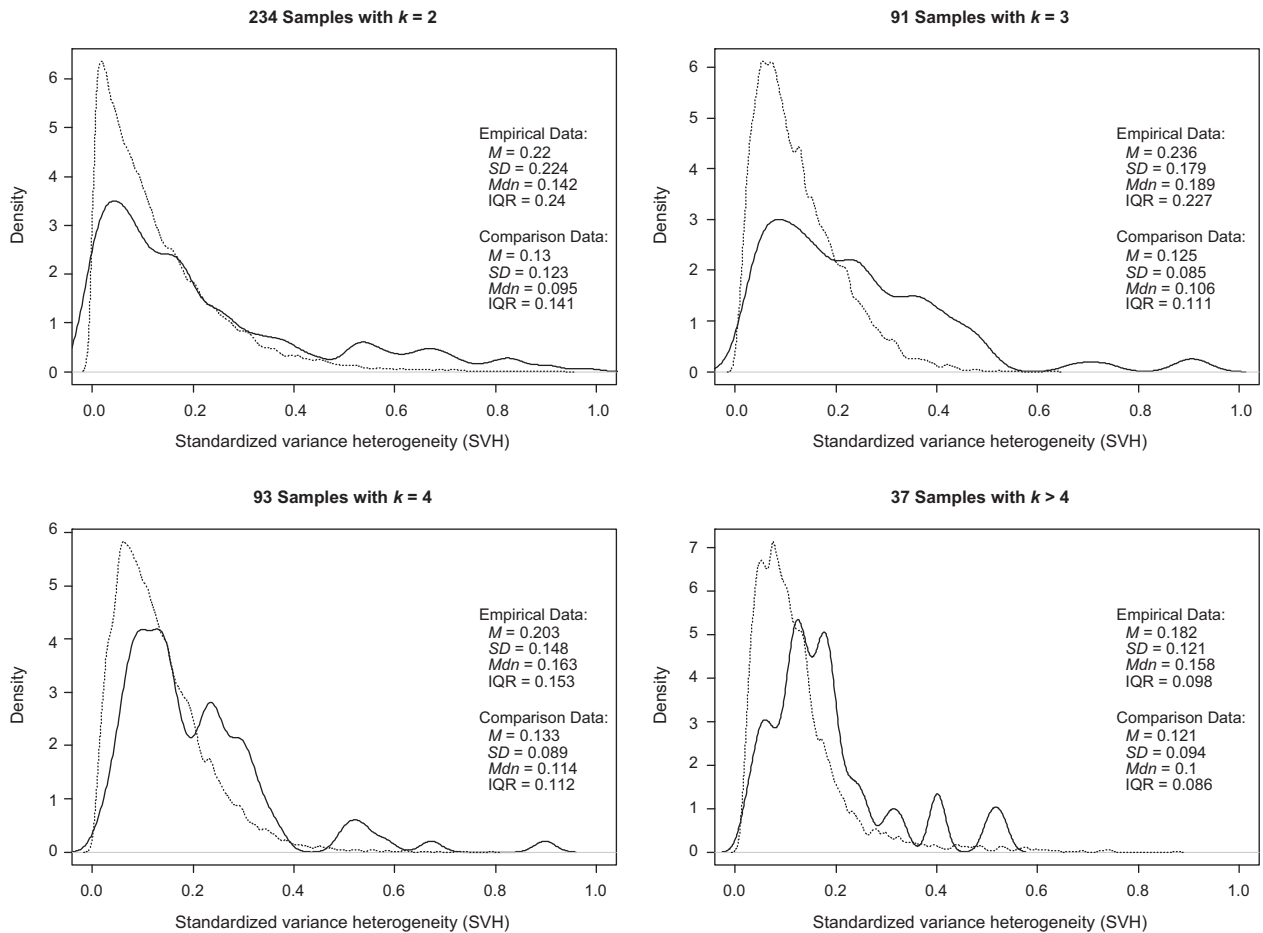 234 Samples with k = 2
6
5
4
3
2
1
0
Density
0.0 0.2 0.4 0.6 0.8 1.0
Standardized variance heterogeneity (SVH)
Empirical Data:
M = 0.22
SD = 0.224
Mdn = 0.142
IQR = 0.24
Comparison Data:
M = 0.13
SD = 0.123
Mdn = 0.095
IQR = 0.141
91 Samples with k = 3
6
5
4
3
2
1
0
Density
0.0 0.2 0.4 0.6 0.8 1.0
Standardized variance heterogeneity (SVH)
Empirical Data:
M = 0.236
SD = 0.179
Mdn = 0.189
IQR = 0.227
Comparison Data:
M = 0.125
SD = 0.085
Mdn = 0.106
IQR = 0.111
93 Samples with k = 4
6
5
4
3
2
1
0
Density
0.0 0.2 0.4 0.6 0.8 1.0
Standardized variance heterogeneity (SVH)
Empirical Data:
M = 0.203
SD = 0.148
Mdn = 0.163
IQR = 0.153
Comparison Data:
M = 0.133
SD = 0.089
Mdn = 0.114
IQR = 0.112
37 Samples with k > 4
7
6
5
4
3
2
1
0
Density
0.0 0.2 0.4 0.6 0.8 1.0
Standardized variance heterogeneity (SVH)
Empirical Data:
M = 0.182
SD = 0.121
Mdn = 0.158
IQR = 0.098
Comparison Data:
M = 0.121
SD = 0.094
Mdn = 0.1
IQR = 0.086